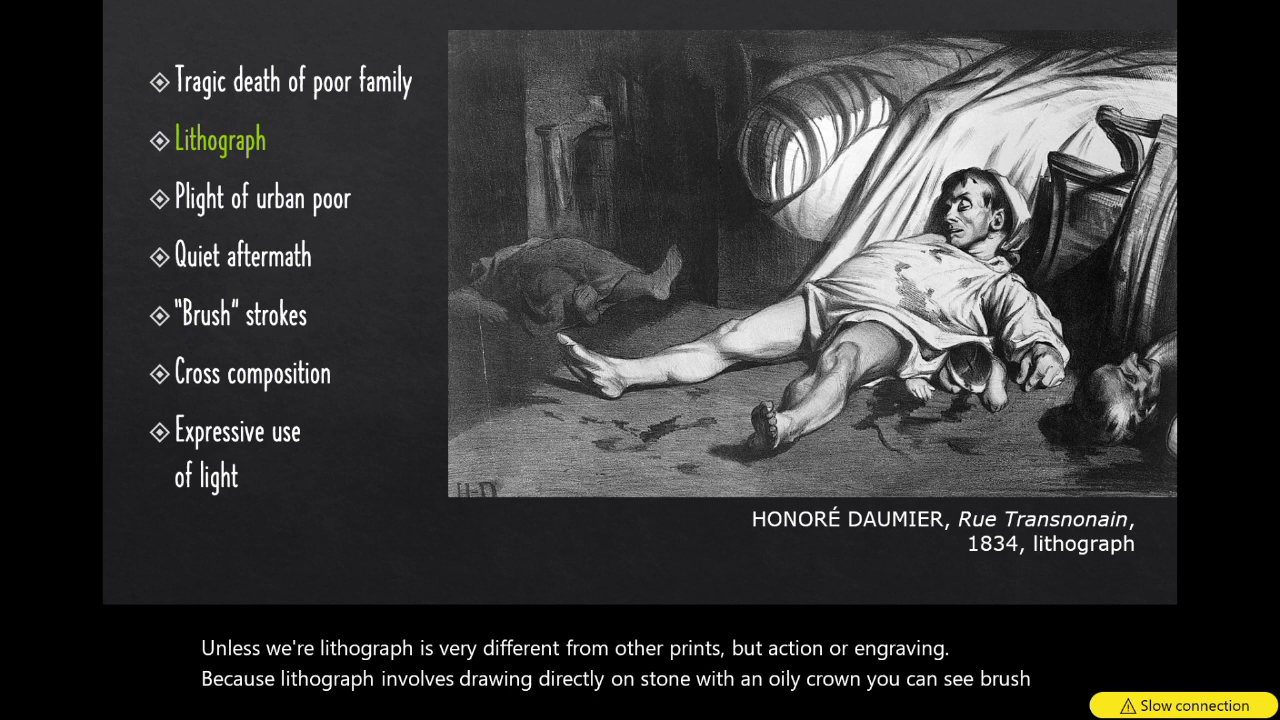 Tragic death of poor family
Lithograph
Plight of urban poor
Quiet aftermath
"Brush" strokes
Cross composition
Expressive use
of light
H.D
HONORÉ DAUMIER, Rue Transnonain,
1834, lithograph
Unless we're lithograph is very different from other prints, but action or engraving.
Because lithograph involves drawing directly on stone with an oily crown you can see brush
Slow connection